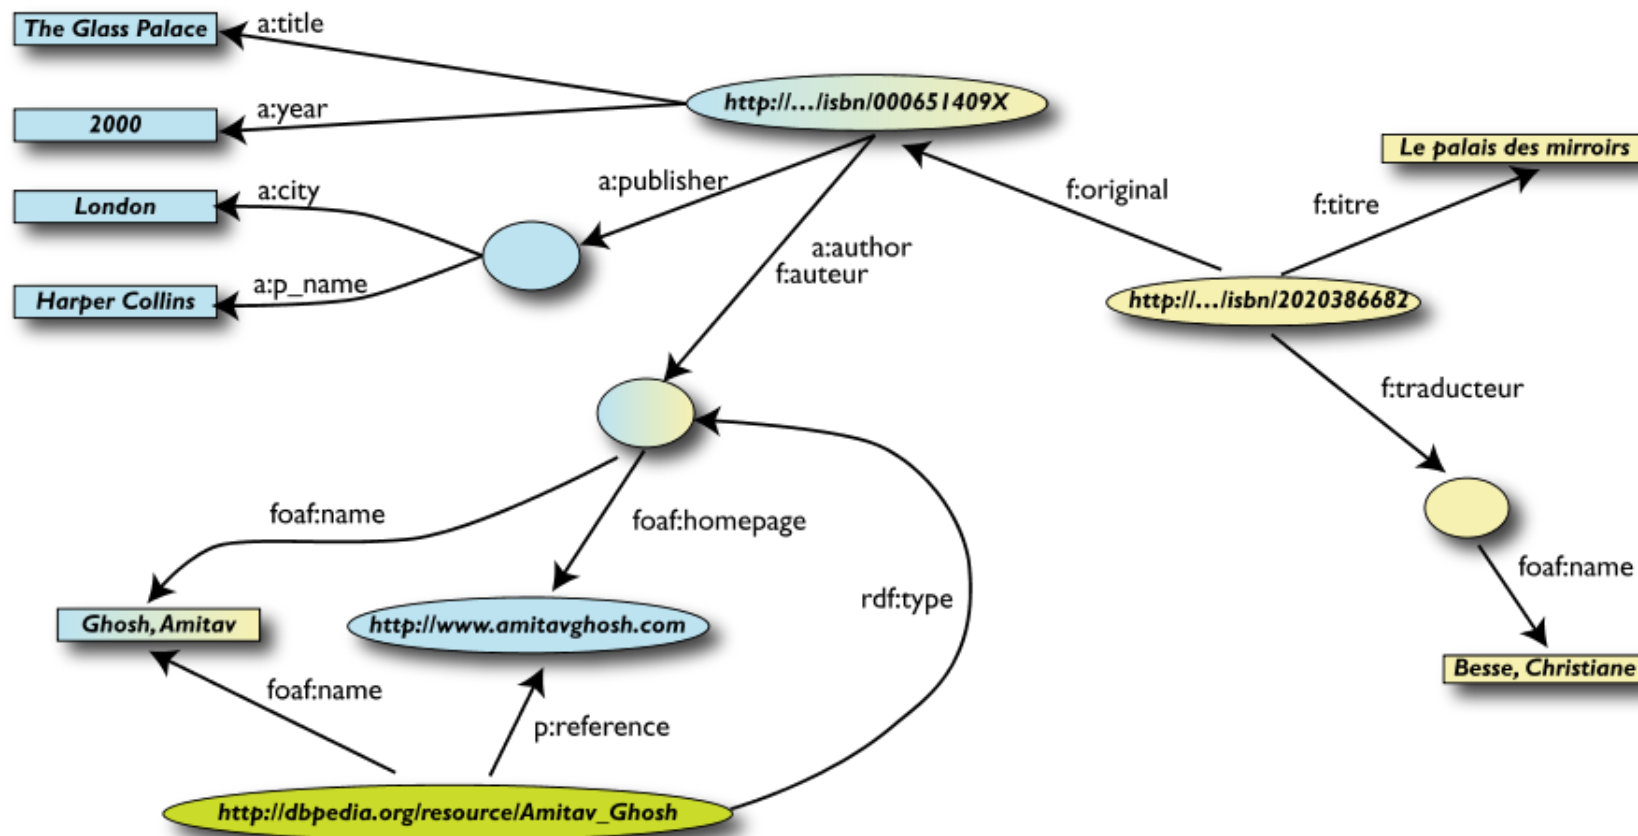 The Glass Palace
a:title
http://…/isbn/000651409X
a:year
2000
Le palais des mirroirs
a:publisher
f:original
a:city
London
f:titre
a:author
f:auteur
a:p_name
Harper Collins
http://…/isbn/2020386682
f:traducteur
foaf:name
foaf:homepage
foaf:name
rdf:type
Ghosh, Amitav
http://www.amitavghosh.com
Besse, Christiane
foaf:name
p:reference
http://dbpedia.org/resource/Amitav_Ghosh